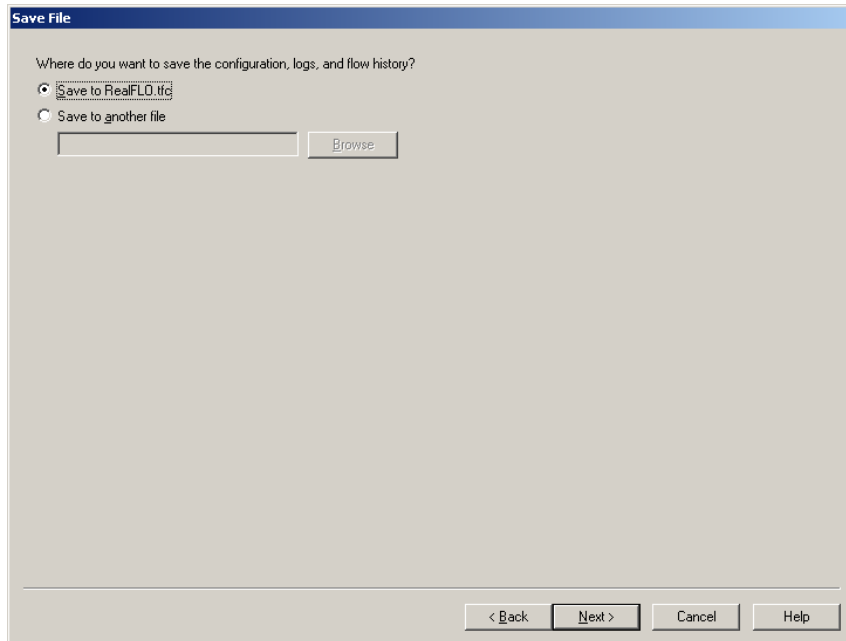 Save File
Where do you want to save the configuration, logs, and flow history?
Save to RealFLO.tfc
Save to another file
Browse
< Back Next > Cancel Help